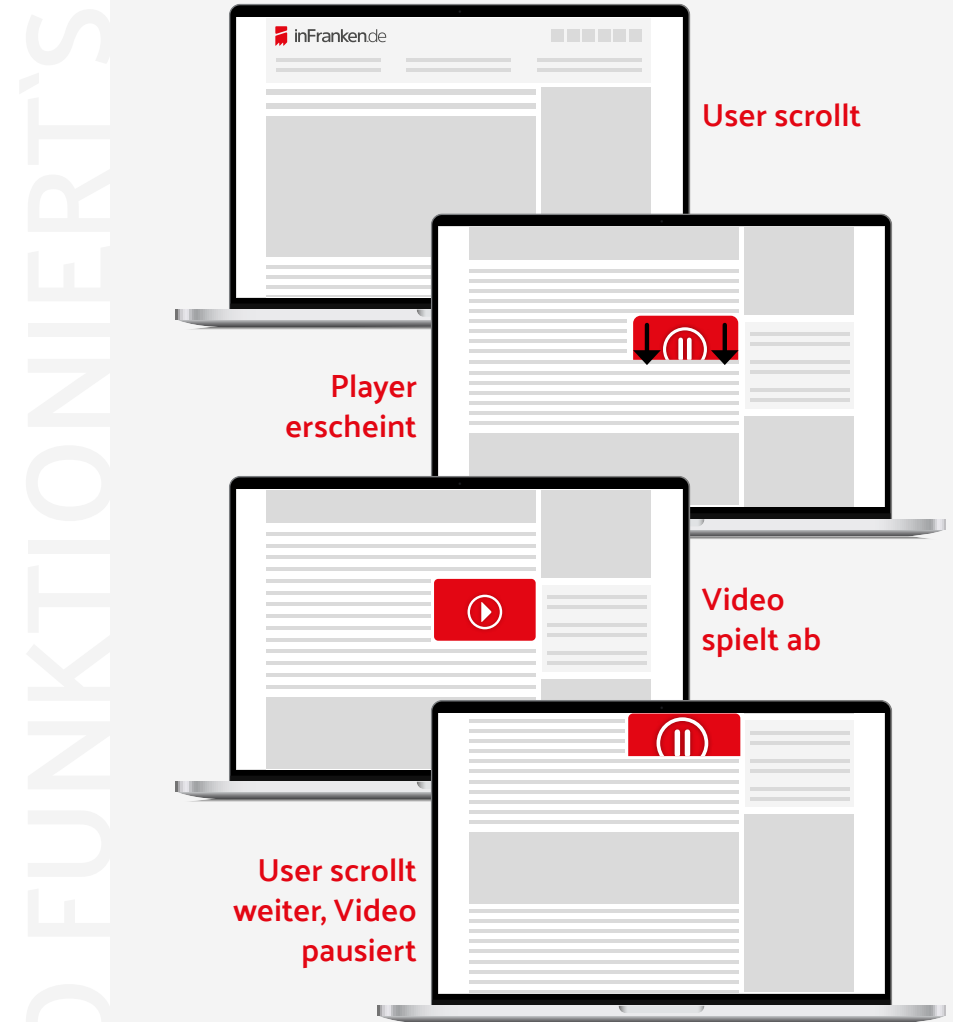 inFranken.de
User scrollt
Player
erscheint
Video
spielt ab
User scrollt
weiter, Video
pausiert
FUNKTIONIERT`S